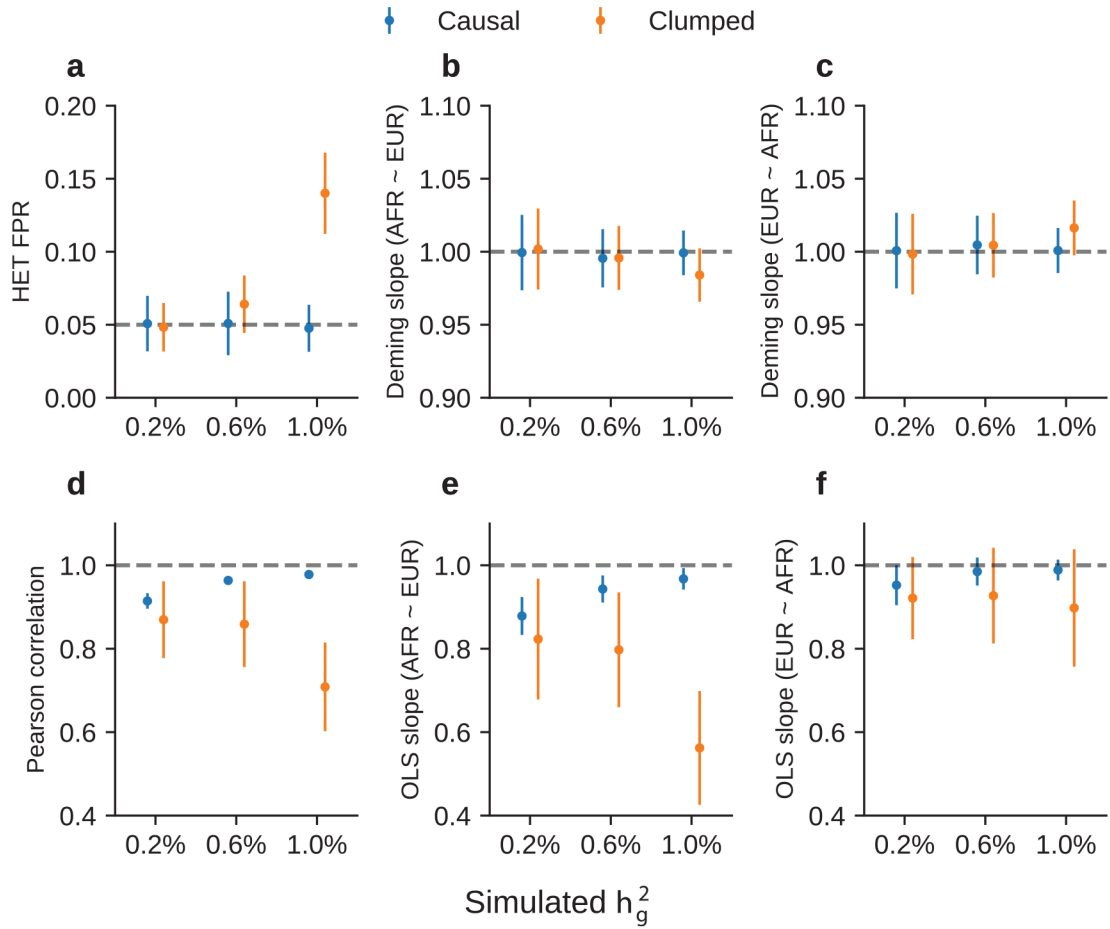 Causal Clumped
a b c
HET FPR
0.20
0.15
0.10
0.05
0.00
0.2% 0.6% 1.0%
Deming slope (AFR ~ EUR)
1.10
1.05
1.00
0.95
0.90
0.2% 0.6% 1.0%
Deming slope (EUR ~ AFR)
1.10
1.05
1.00
0.95
0.90
0.2% 0.6% 1.0%
d e f
Pearson correlation
1.0
0.8
0.6
0.4
0.2% 0.6% 1.0%
OLS slope (AFR ~ EUR)
1.0
0.8
0.6
0.4
0.2% 0.6% 1.0%
OLS slope (EUR ~ AFR)
1.0
0.8
0.6
0.4
0.2% 0.6% 1.0%
Simulated h_g^2